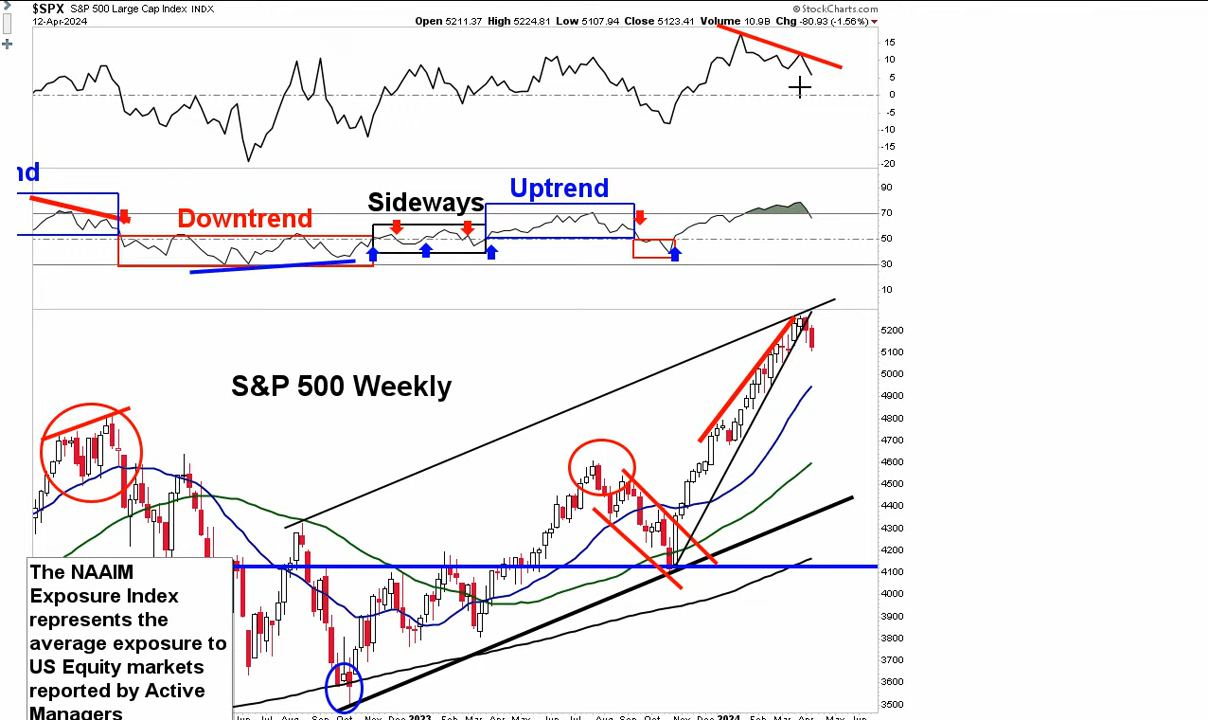 $SPX S&P 500 Large Cap Index INDX
© StockCharts.com
12-Apr-2024
Open 5211.37 High 5224.81 Low 5107.94 Close 5123.41 Volume 10.9B Chg -80.93 (-1.56%)
15
10
5
0
-5
-10
-15
-20
nd
Downtrend
Sideways
Uptrend
90
70
50
30
10
S&P 500 Weekly
5200
5100
5000
4900
4800
4700
4600
4500
4400
4300
4200
4100
4000
3900
3800
3700
3600
3500
The NAAIM
Exposure Index
represents the
average exposure to
US Equity markets
reported by Active
Managers
Jun Jul Aug Sep Oct Nov Dec 2023 Feb Mar Apr May Jun Jul Aug Sep Oct Nov Dec 2024 Feb Mar Apr May Jun